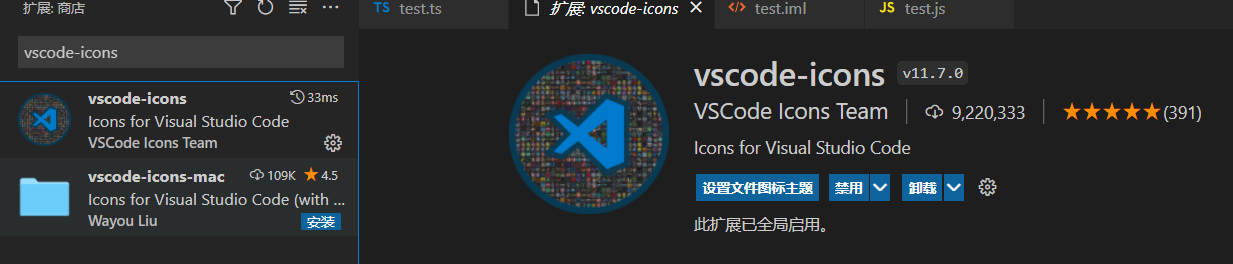 扩展: 商店
TS test.ts
扩展: vscode-icons
test.iml
JS test.js
vscode-icons
vscode-icons 33ms
Icons for Visual Studio Code
VSCode Icons Team
vscode-icons-mac 109K 4.5
Icons for Visual Studio Code (with ...
Wayou Liu 安装
vscode-icons v11.7.0
VSCode Icons Team 9,220,333 (391)
Icons for Visual Studio Code
设置文件图标主题 禁用 卸载
此扩展已全局启用。